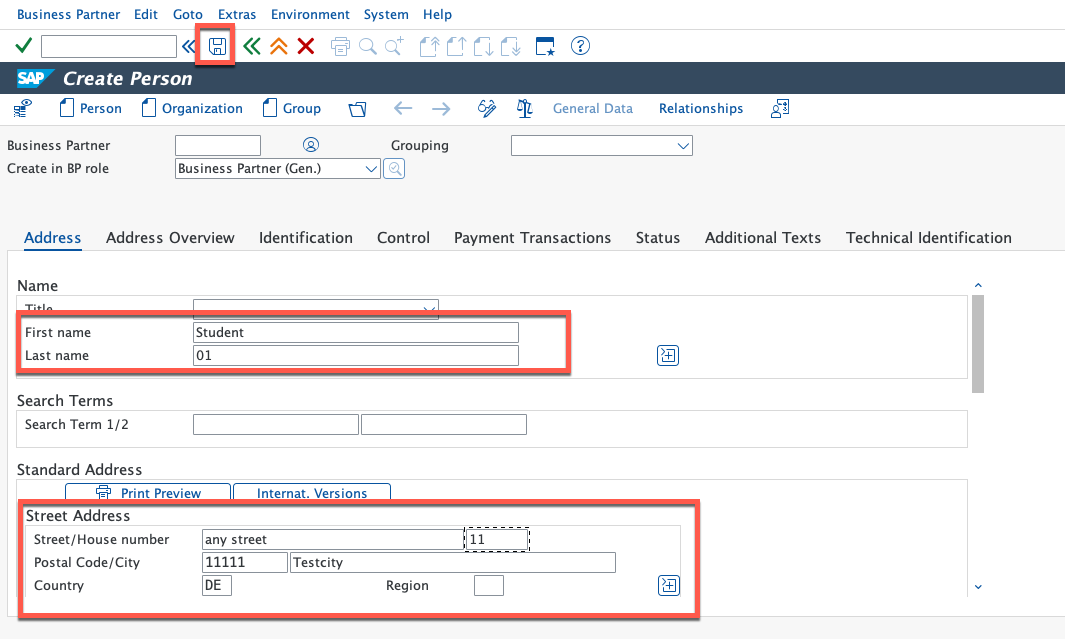 Business Partner Edit Goto Extras Environment System Help
SAP Create Person
Person Organization Group General Data Relationships
Business Partner Grouping
Create in BP role Business Partner (Gen.)
Address Address Overview Identification Control Payment Transactions Status Additional Texts Technical Identification
Name
Title
First name Student
Last name 01
Search Terms
Search Term 1/2
Standard Address
Print Preview Internat. Versions
Street Address
Street/House number any street 11
Postal Code/City 11111 Testcity
Country DE Region